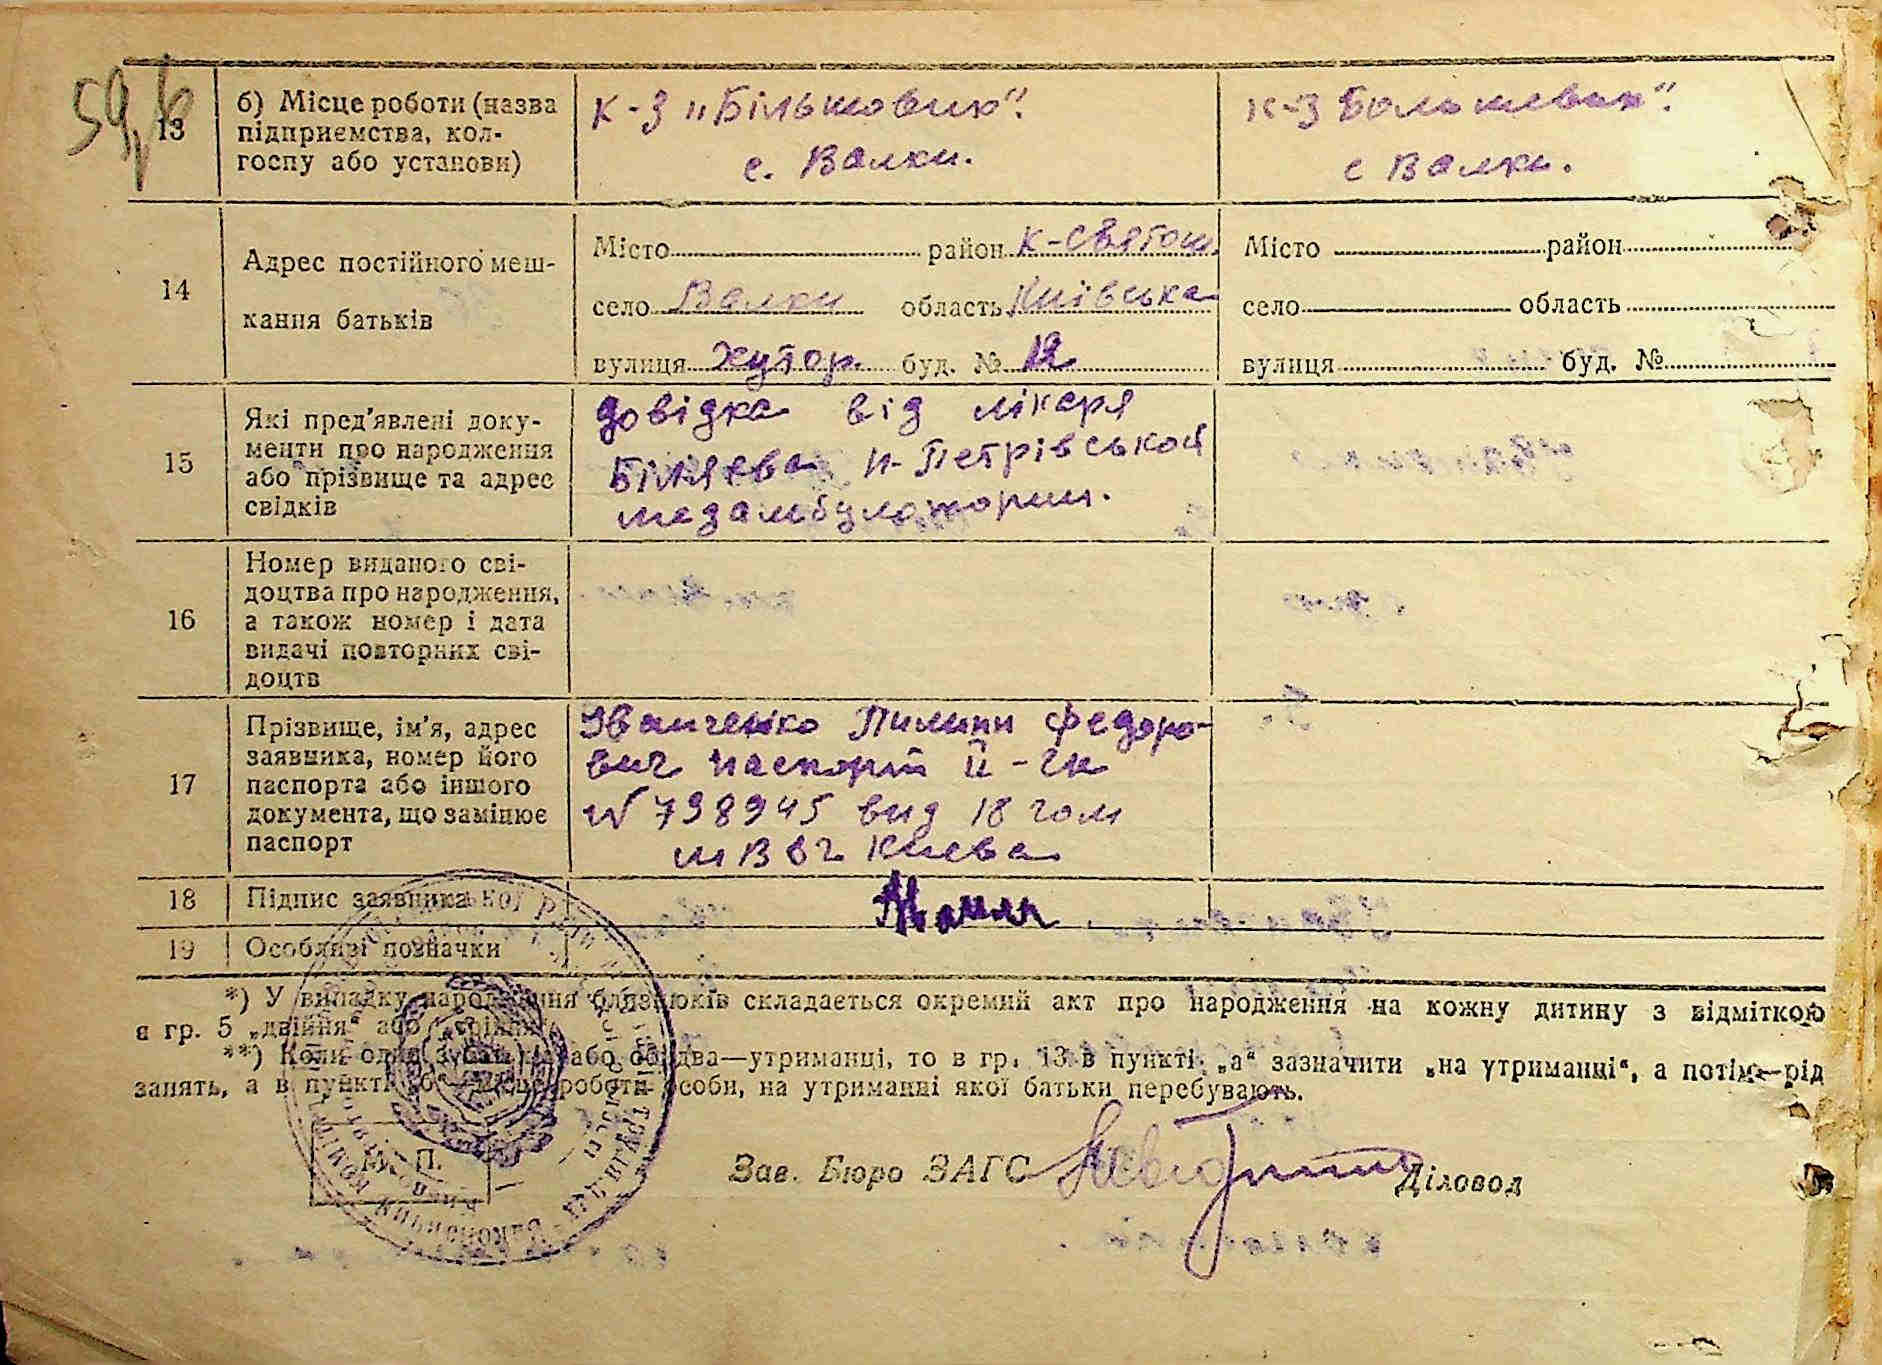 59
13 б) Місце роботи (назва підприємства, кол-
госпу або установи)
К-з „Більшовик".
с. Валки.
К-з Большевик".
с Валки.
14 Адрес постійного меш-
кання батьків
Місто район К-Святош.
село Валки область Київська
вулиця Хутор. буд. № 12
Місто район
село область
вулиця буд. №
15 Які пред'явлені доку-
менти про народження
або прізвище та адрес
свідків
довідка від лікаря
Біляєва Н-Петрівської
медамбулатории.
16 Номер виданого сві-
доцтва про народження,
а також номер і дата
видачі повторних сві-
доцтв
17 Прізвище, ім'я, адрес
заявника, номер його
паспорта або іншого
документа, що замінює
паспорт
Іванченко Пилип Федоро-
вич паспорт II-
№ 798945 вид 18
Киева
18 Підпис заявника
19 Особливі позначки
*) У випадку народження близнюків складається окремий акт про народження на кожну дитину з відміткою
в гр. 5 „двійня" або „трійня".
**) Коли один з батьків або обидва—утриманці, то в гр. 13 в пункті „а" зазначити „на утриманні", а потім—рід
занять, а в пункті „б"—місце роботи особи, на утриманні якої батьки перебувають.
М. П.
Зав. Бюро ЗАГС
Діловод